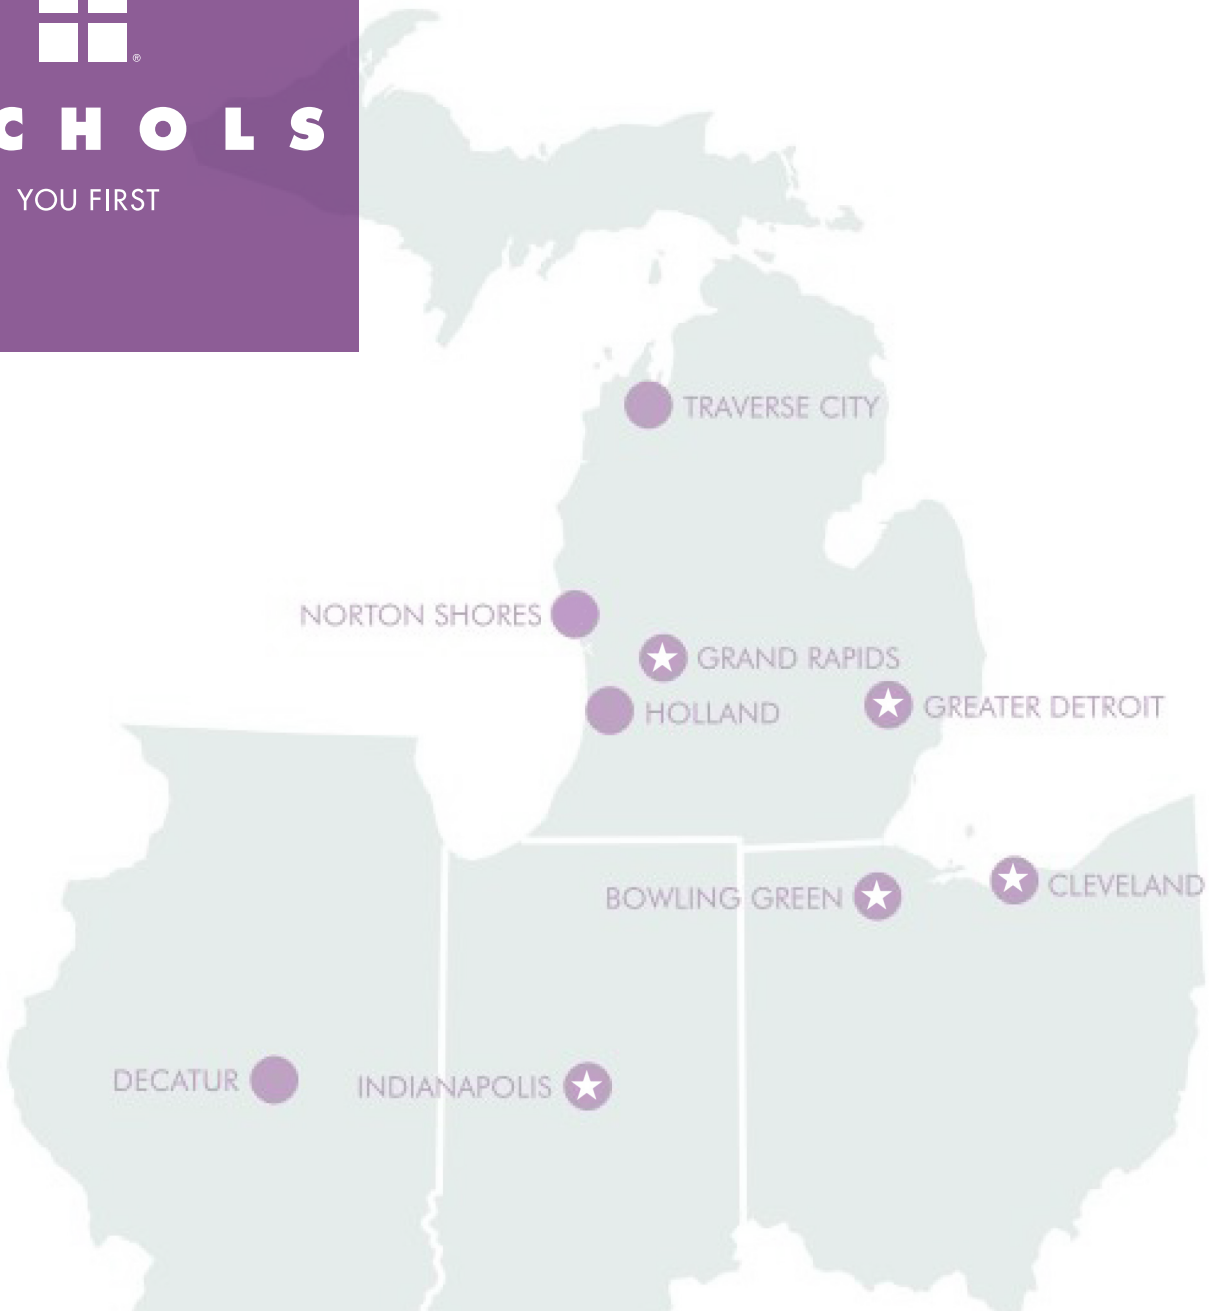 ®
CHOLS
YOU FIRST
TRAVERSE CITY
NORTON SHORES
GRAND RAPIDS
HOLLAND
GREATER DETROIT
BOWLING GREEN
CLEVELAND
DECATUR
INDIANAPOLIS